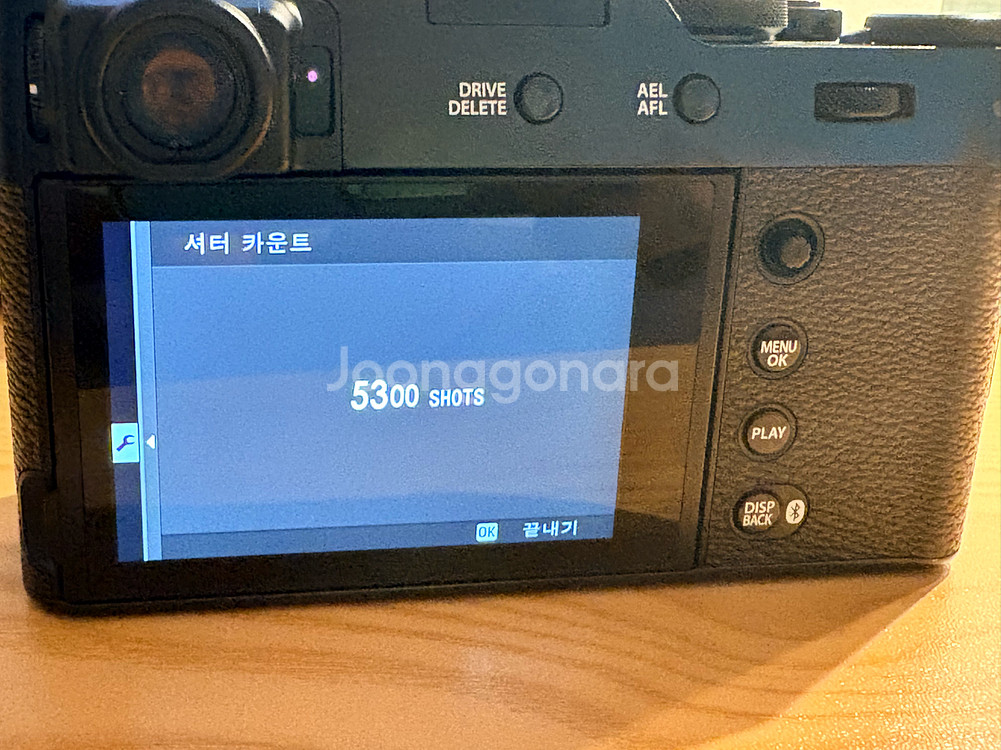 DRIVE
DELETE
AEL
AFL
셔터 카운트
Joonggonara
5300 SHOTS
MENU
OK
PLAY
DISP
BACK
OK 끝내기